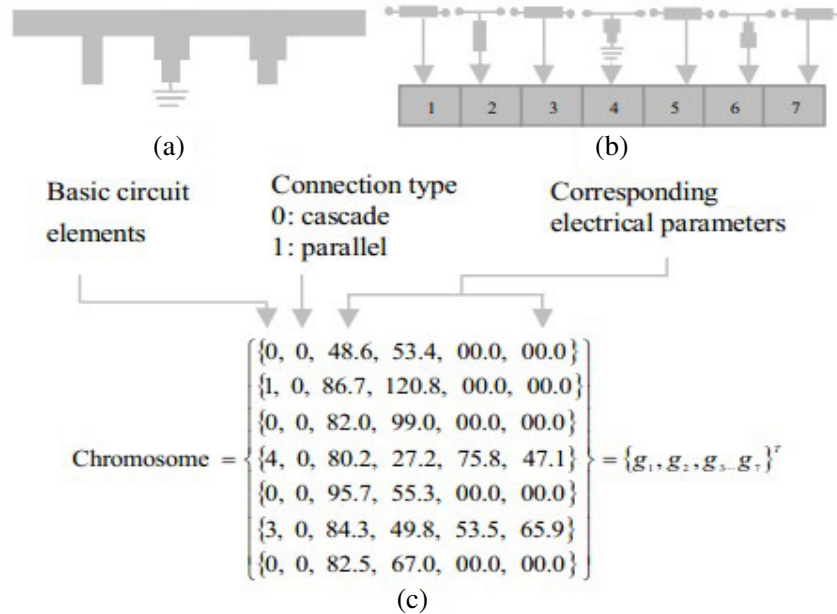 1 2 3 4 5 6 7
(a) (b)
Basic circuit elements
Connection type
0: cascade
1: parallel
Corresponding electrical parameters
{0, 0, 48.6, 53.4, 00.0, 00.0}
{1, 0, 86.7, 120.8, 00.0, 00.0}
{0, 0, 82.0, 99.0, 00.0, 00.0}
Chromosome = {4, 0, 80.2, 27.2, 75.8, 47.1} = {g₁, g₂, g₃...g₇}ᵀ
{0, 0, 95.7, 55.3, 00.0, 00.0}
{3, 0, 84.3, 49.8, 53.5, 65.9}
{0, 0, 82.5, 67.0, 00.0, 00.0}
(c)